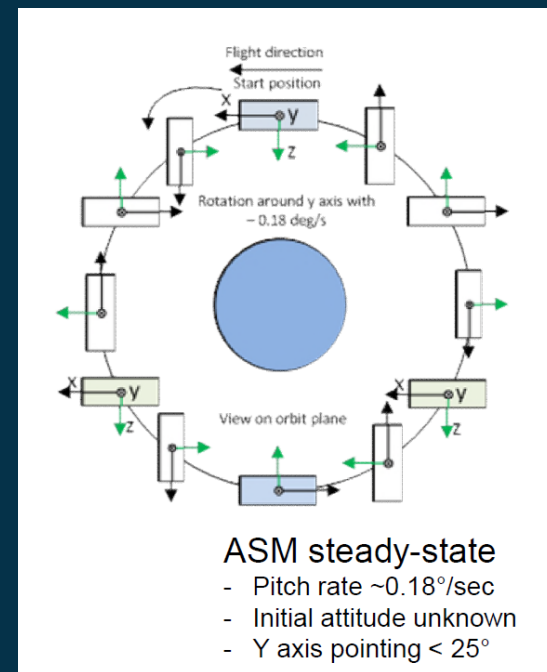 Flight direction
Start position
x
y
z
Rotation around y axis with
– 0.18 deg/s
x
y
z
x
y
z
View on orbit plane
ASM steady-state
- Pitch rate ~0.18°/sec
- Initial attitude unknown
- Y axis pointing < 25°